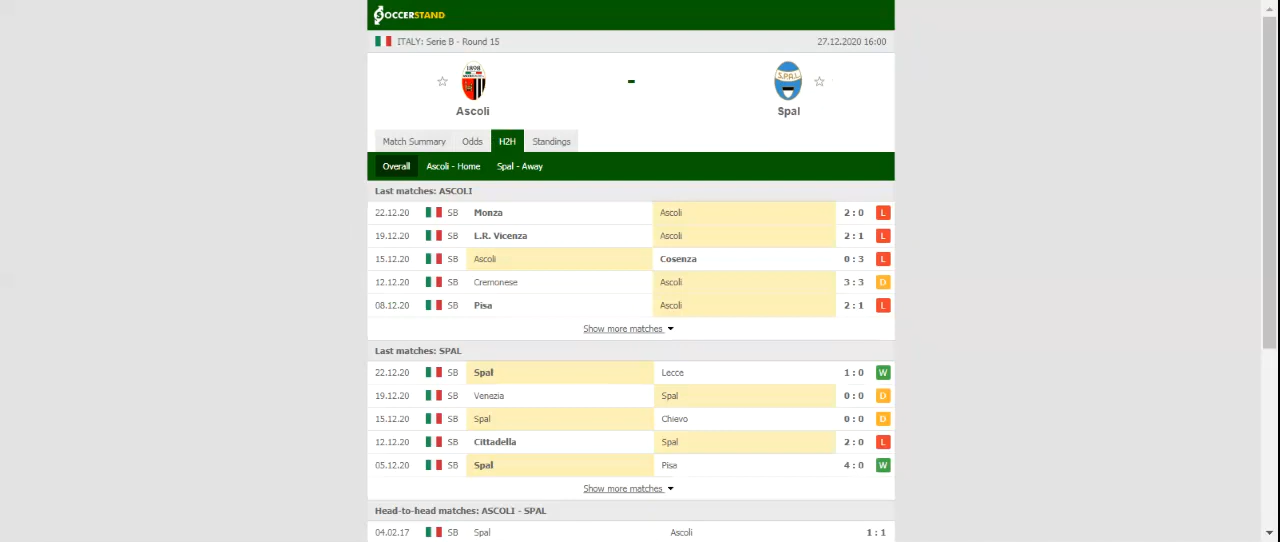 SOCCERSTAND
ITALY: Serie B - Round 15 27.12.2020 16:00
-
Ascoli Spal
Match Summary Odds H2H Standings
Overall Ascoli - Home Spal - Away
Last matches: ASCOLI
22.12.20 SB Monza Ascoli 2 : 0 L
19.12.20 SB L.R. Vicenza Ascoli 2 : 1 L
15.12.20 SB Ascoli Cosenza 0 : 3 L
12.12.20 SB Cremonese Ascoli 3 : 3 D
08.12.20 SB Pisa Ascoli 2 : 1 L
Show more matches
Last matches: SPAL
22.12.20 SB Spal Lecce 1 : 0 W
19.12.20 SB Venezia Spal 0 : 0 D
15.12.20 SB Spal Chievo 0 : 0 D
12.12.20 SB Cittadella Spal 2 : 0 L
05.12.20 SB Spal Pisa 4 : 0 W
Show more matches
Head-to-head matches: ASCOLI - SPAL
04.02.17 SB Spal Ascoli 1 : 1